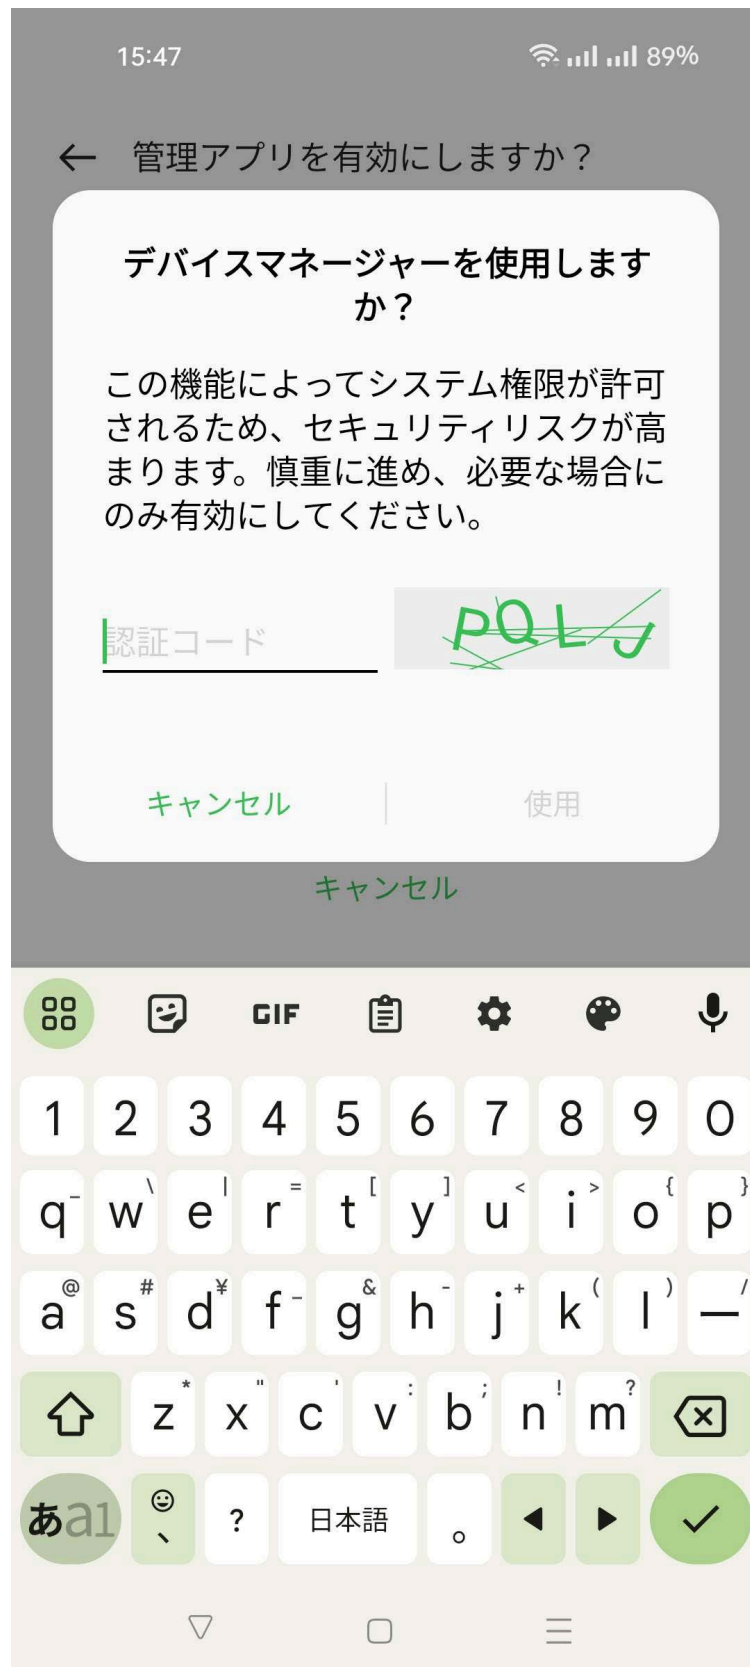 15:47 89%
管理アプリを有効にしますか？
デバイスマネージャーを使用します
か？
この機能によってシステム権限が許可
されるため、セキュリティリスクが高
まります。慎重に進め、必要な場合に
のみ有効にしてください。
認証コード PQLJ
キャンセル 使用
キャンセル
GIF
1 2 3 4 5 6 7 8 9 0
q _ w \ e | r = t [ y ] u < i > o { p }
a @ s # d ¥ f _ g & h - j + k ( l ) ー /
z * x " c ' v : b ; n ! m ?
あa1 、 ? 日本語 。